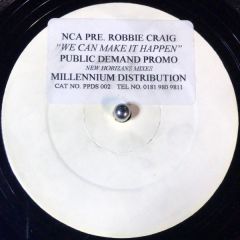 NCA PRE. ROBBIE CRAIG
"WE CAN MAKE IT HAPPEN"
PUBLIC DEMAND PROMO
NEW HORIZANS MIXES
MILLENNIUM DISTRIBUTION
CAT NO. PPDS 002 TEL NO. 0181 980 9811